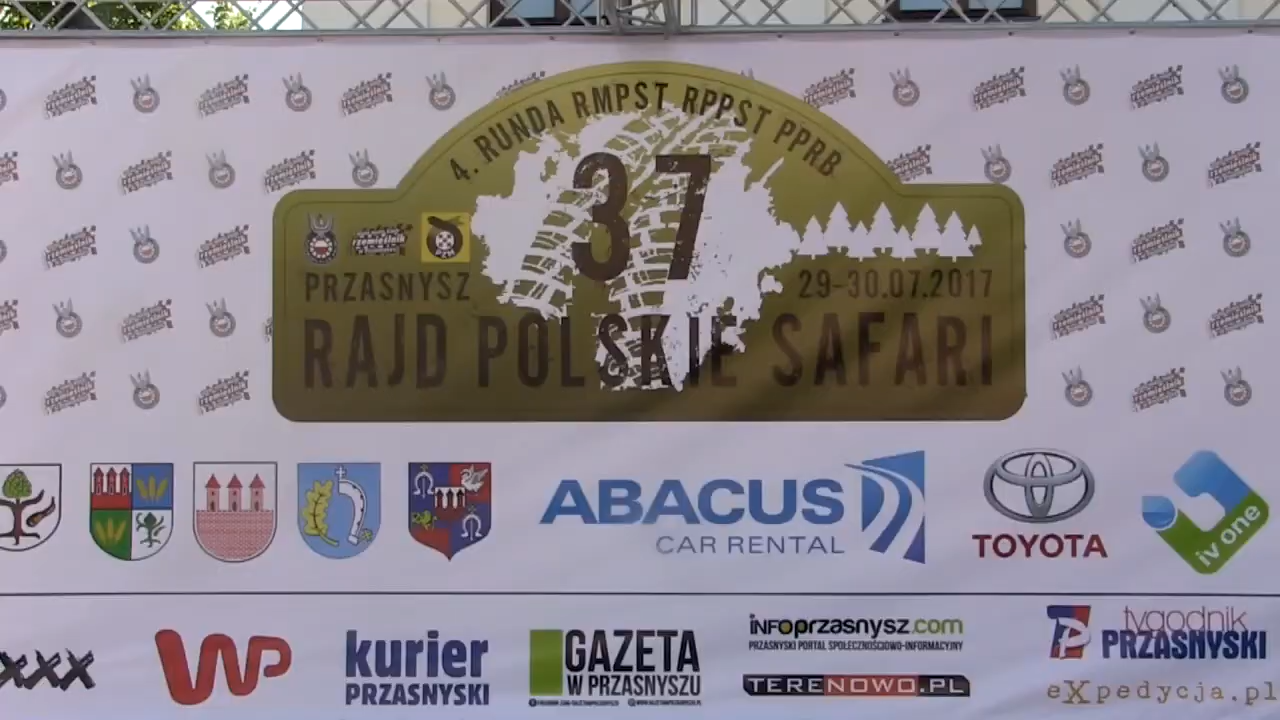 4. RUNDA RMPST RPPST PPRB
37
PRZASNYSZ
29-30.07.2017
RAJD POLSKIE SAFARI
ABACUS
CAR RENTAL
TOYOTA
iv one
xxx
WP
kurier
PRZASNYSKI
GAZETA
W PRZASNYSZU
iNFOprzasnysz.com
PRZASNYSKI PORTAL SPOŁECZNOŚCIOWO-INFORMACYJNY
TERENOWO.PL
tygodnik
PRZASNYSKI
eXpedycja.pl